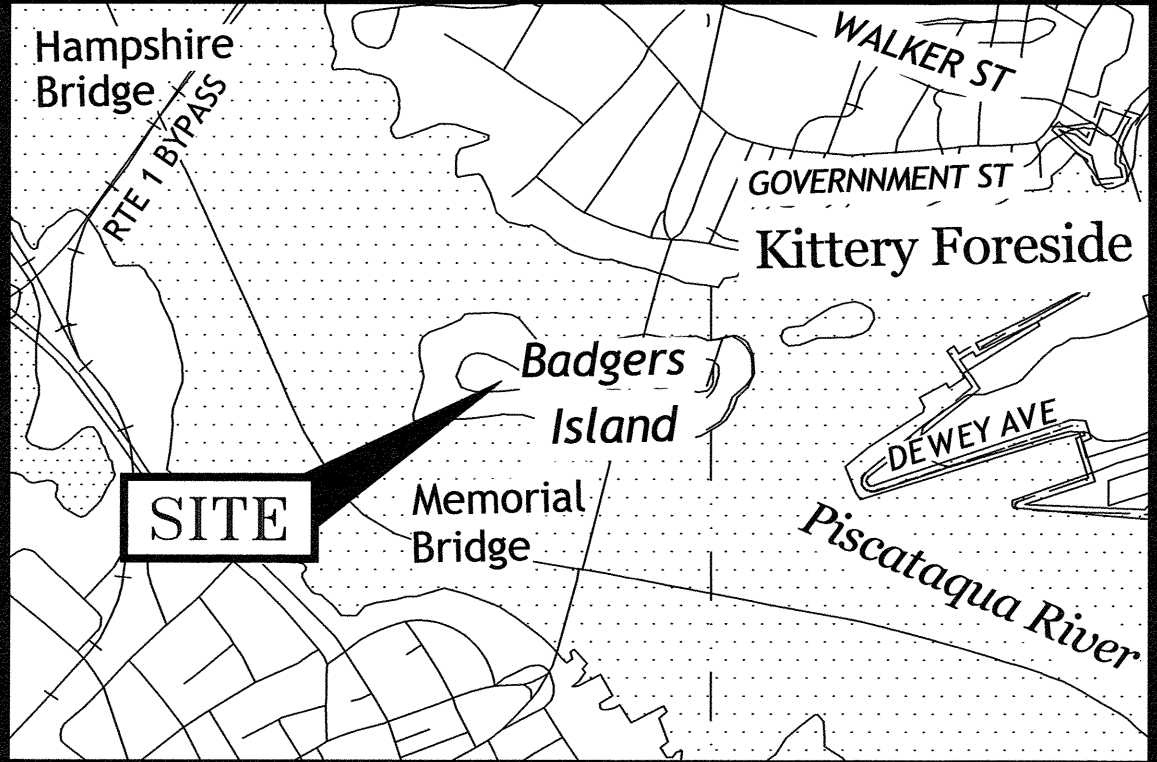 Hampshire
Bridge
RTE 1 BYPASS
WALKER ST
GOVERNNMENT ST
Kittery Foreside
Badgers
Island
DEWEY AVE
SITE
Memorial
Bridge
Piscataqua River